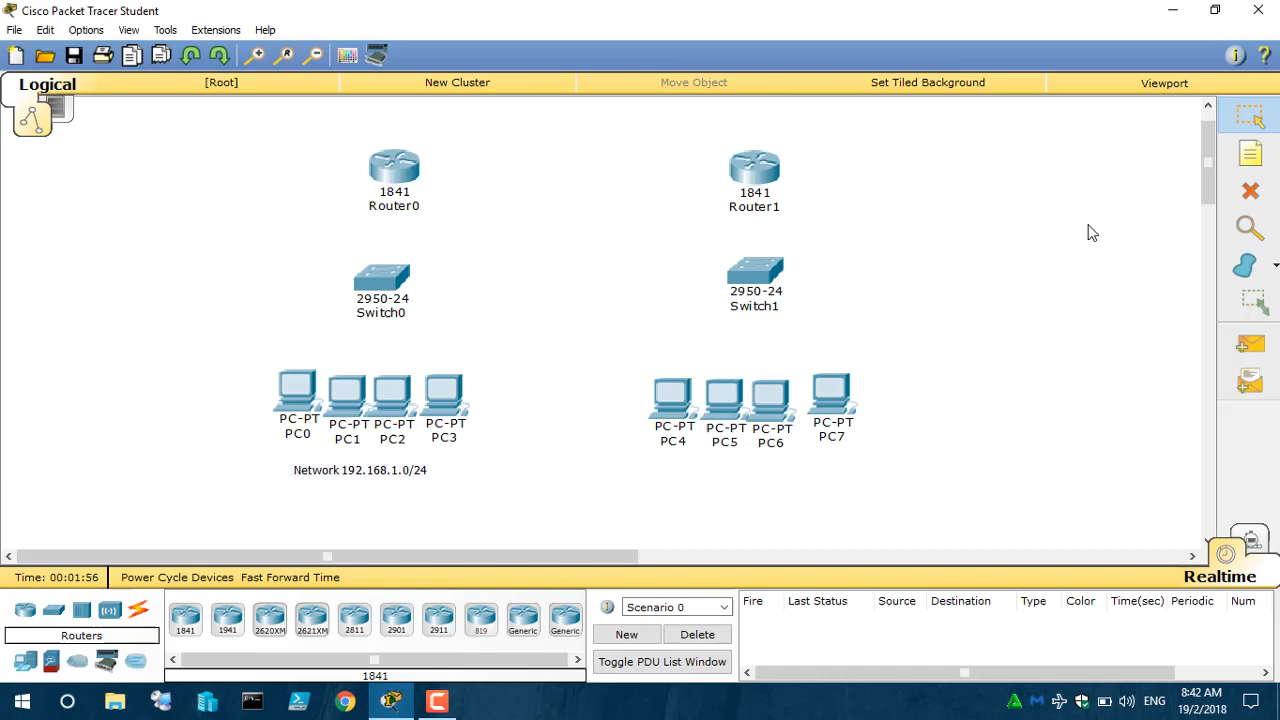 Cisco Packet Tracer Student
File Edit Options View Tools Extensions Help
Logical [Root] New Cluster Move Object Set Tiled Background Viewport
1841
Router0
1841
Router1
2950-24
Switch0
2950-24
Switch1
PC-PT
PC0
PC-PT
PC1
PC-PT
PC2
PC-PT
PC3
PC-PT
PC4
PC-PT
PC5
PC-PT
PC6
PC-PT
PC7
Network 192.168.1.0/24
Time: 00:01:56 Power Cycle Devices Fast Forward Time
Realtime
Routers
1841 1941 2620XM 2621XM 2811 2901 2911 819 Generic Generic
1841
Scenario 0
New Delete
Toggle PDU List Window
Fire Last Status Source Destination Type Color Time(sec) Periodic Num
ENG
8:42 AM
19/2/2018